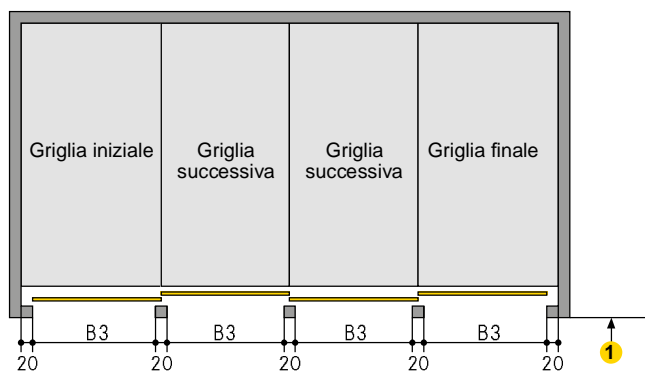 Griglia iniziale
Griglia
successiva
Griglia
successiva
Griglia finale
B3 B3 B3 B3
20 20 20 20 20
1